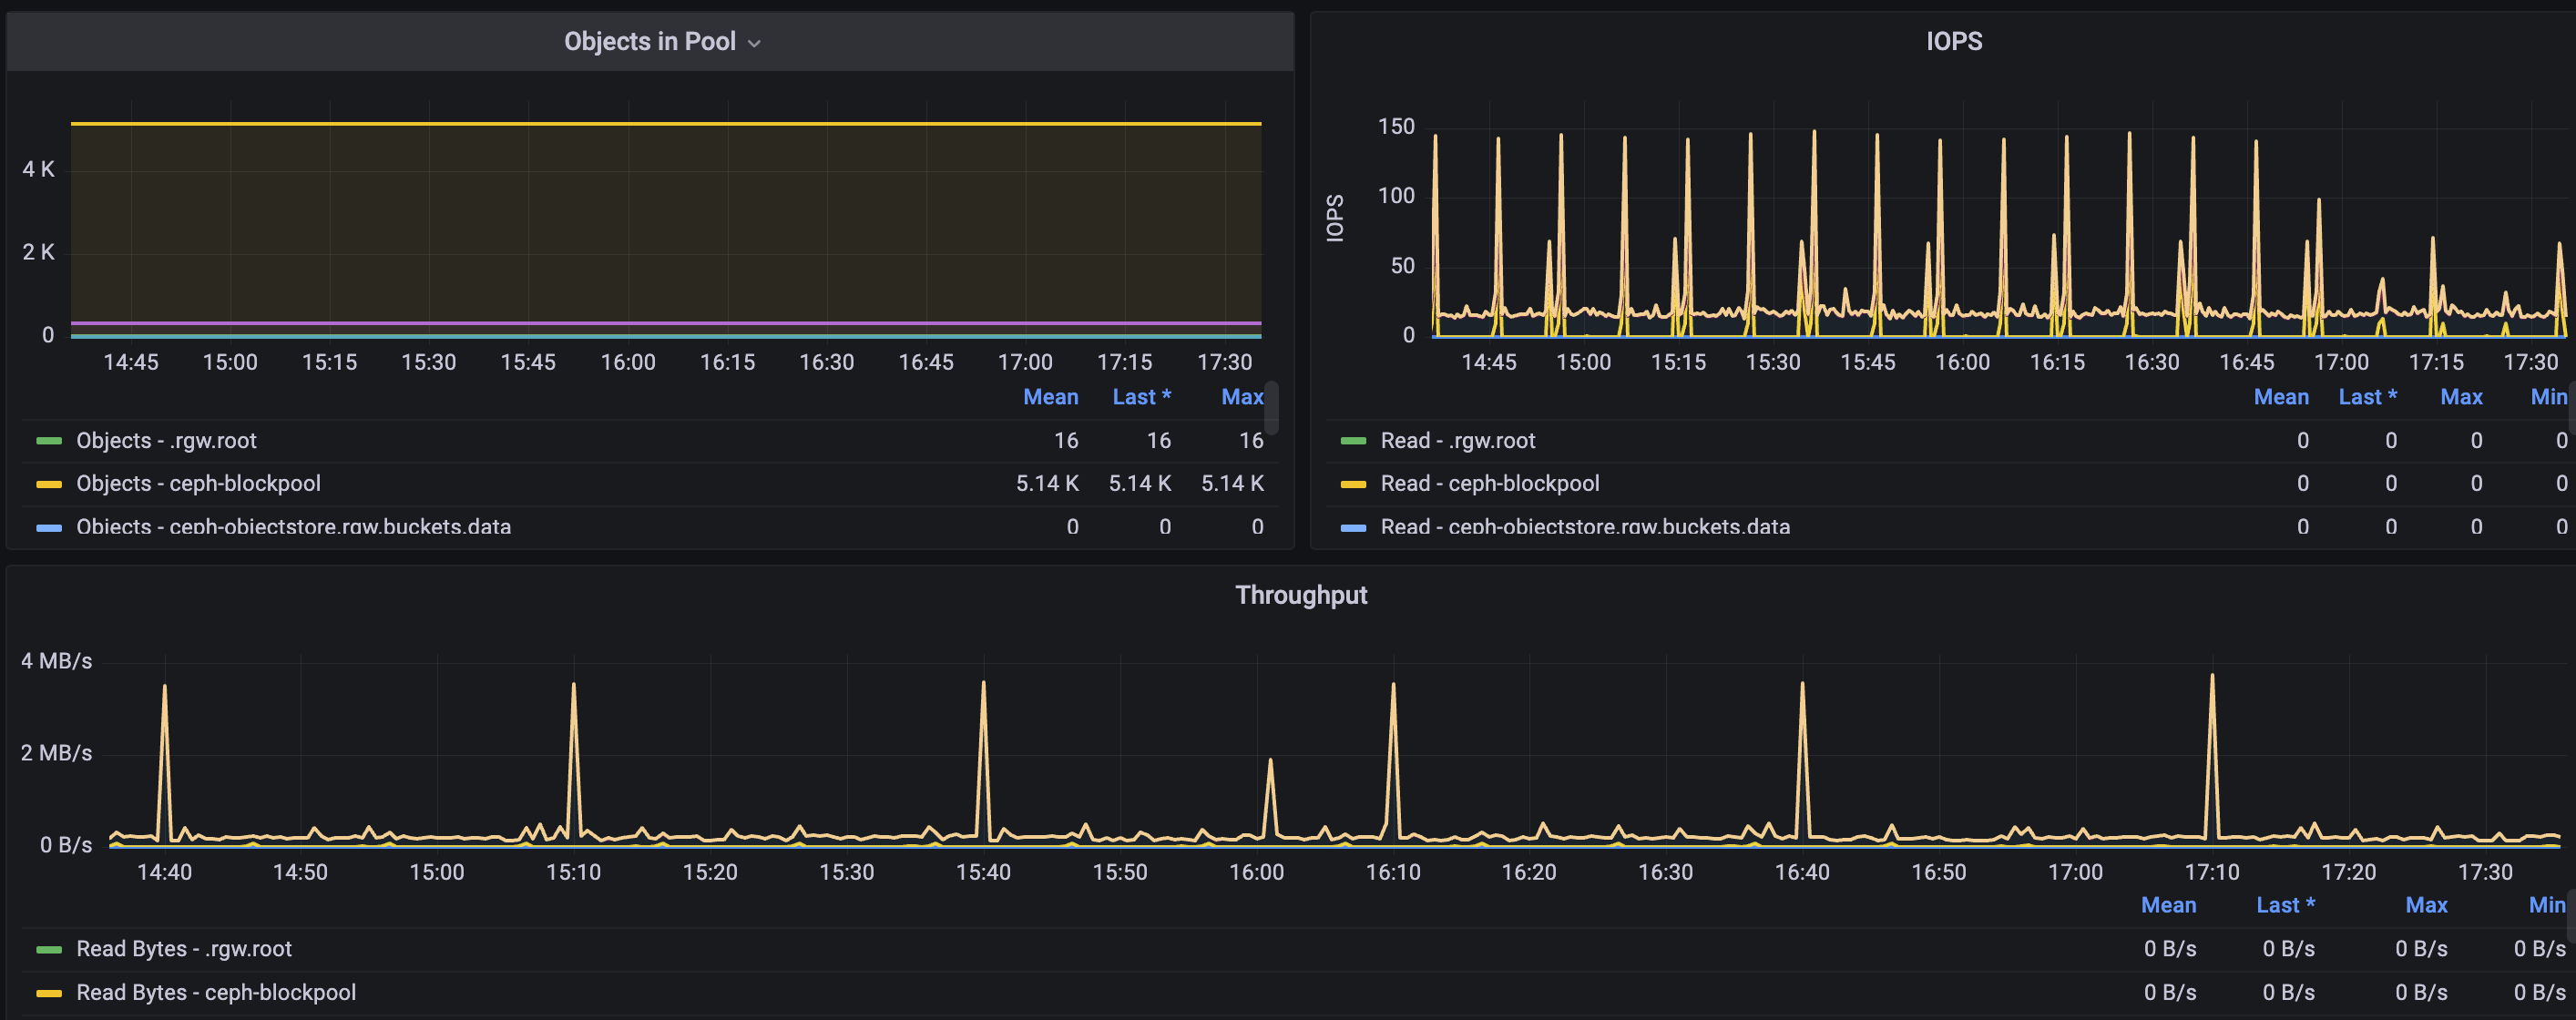 Objects in Pool
4 K
2 K
0
14:45 15:00 15:15 15:30 15:45 16:00 16:15 16:30 16:45 17:00 17:15 17:30
Mean Last * Max
Objects - .rgw.root 16 16 16
Objects - ceph-blockpool 5.14 K 5.14 K 5.14 K
Objects - ceph-objectstore.rgw.buckets.data 0 0 0
IOPS
IOPS
150
100
50
0
14:45 15:00 15:15 15:30 15:45 16:00 16:15 16:30 16:45 17:00 17:15 17:30
Mean Last * Max Min
Read - .rgw.root 0 0 0 0
Read - ceph-blockpool 0 0 0 0
Read - ceph-objectstore.rgw.buckets.data 0 0 0 0
Throughput
4 MB/s
2 MB/s
0 B/s
14:40 14:50 15:00 15:10 15:20 15:30 15:40 15:50 16:00 16:10 16:20 16:30 16:40 16:50 17:00 17:10 17:20 17:30
Mean Last * Max Min
Read Bytes - .rgw.root 0 B/s 0 B/s 0 B/s 0 B/s
Read Bytes - ceph-blockpool 0 B/s 0 B/s 0 B/s 0 B/s